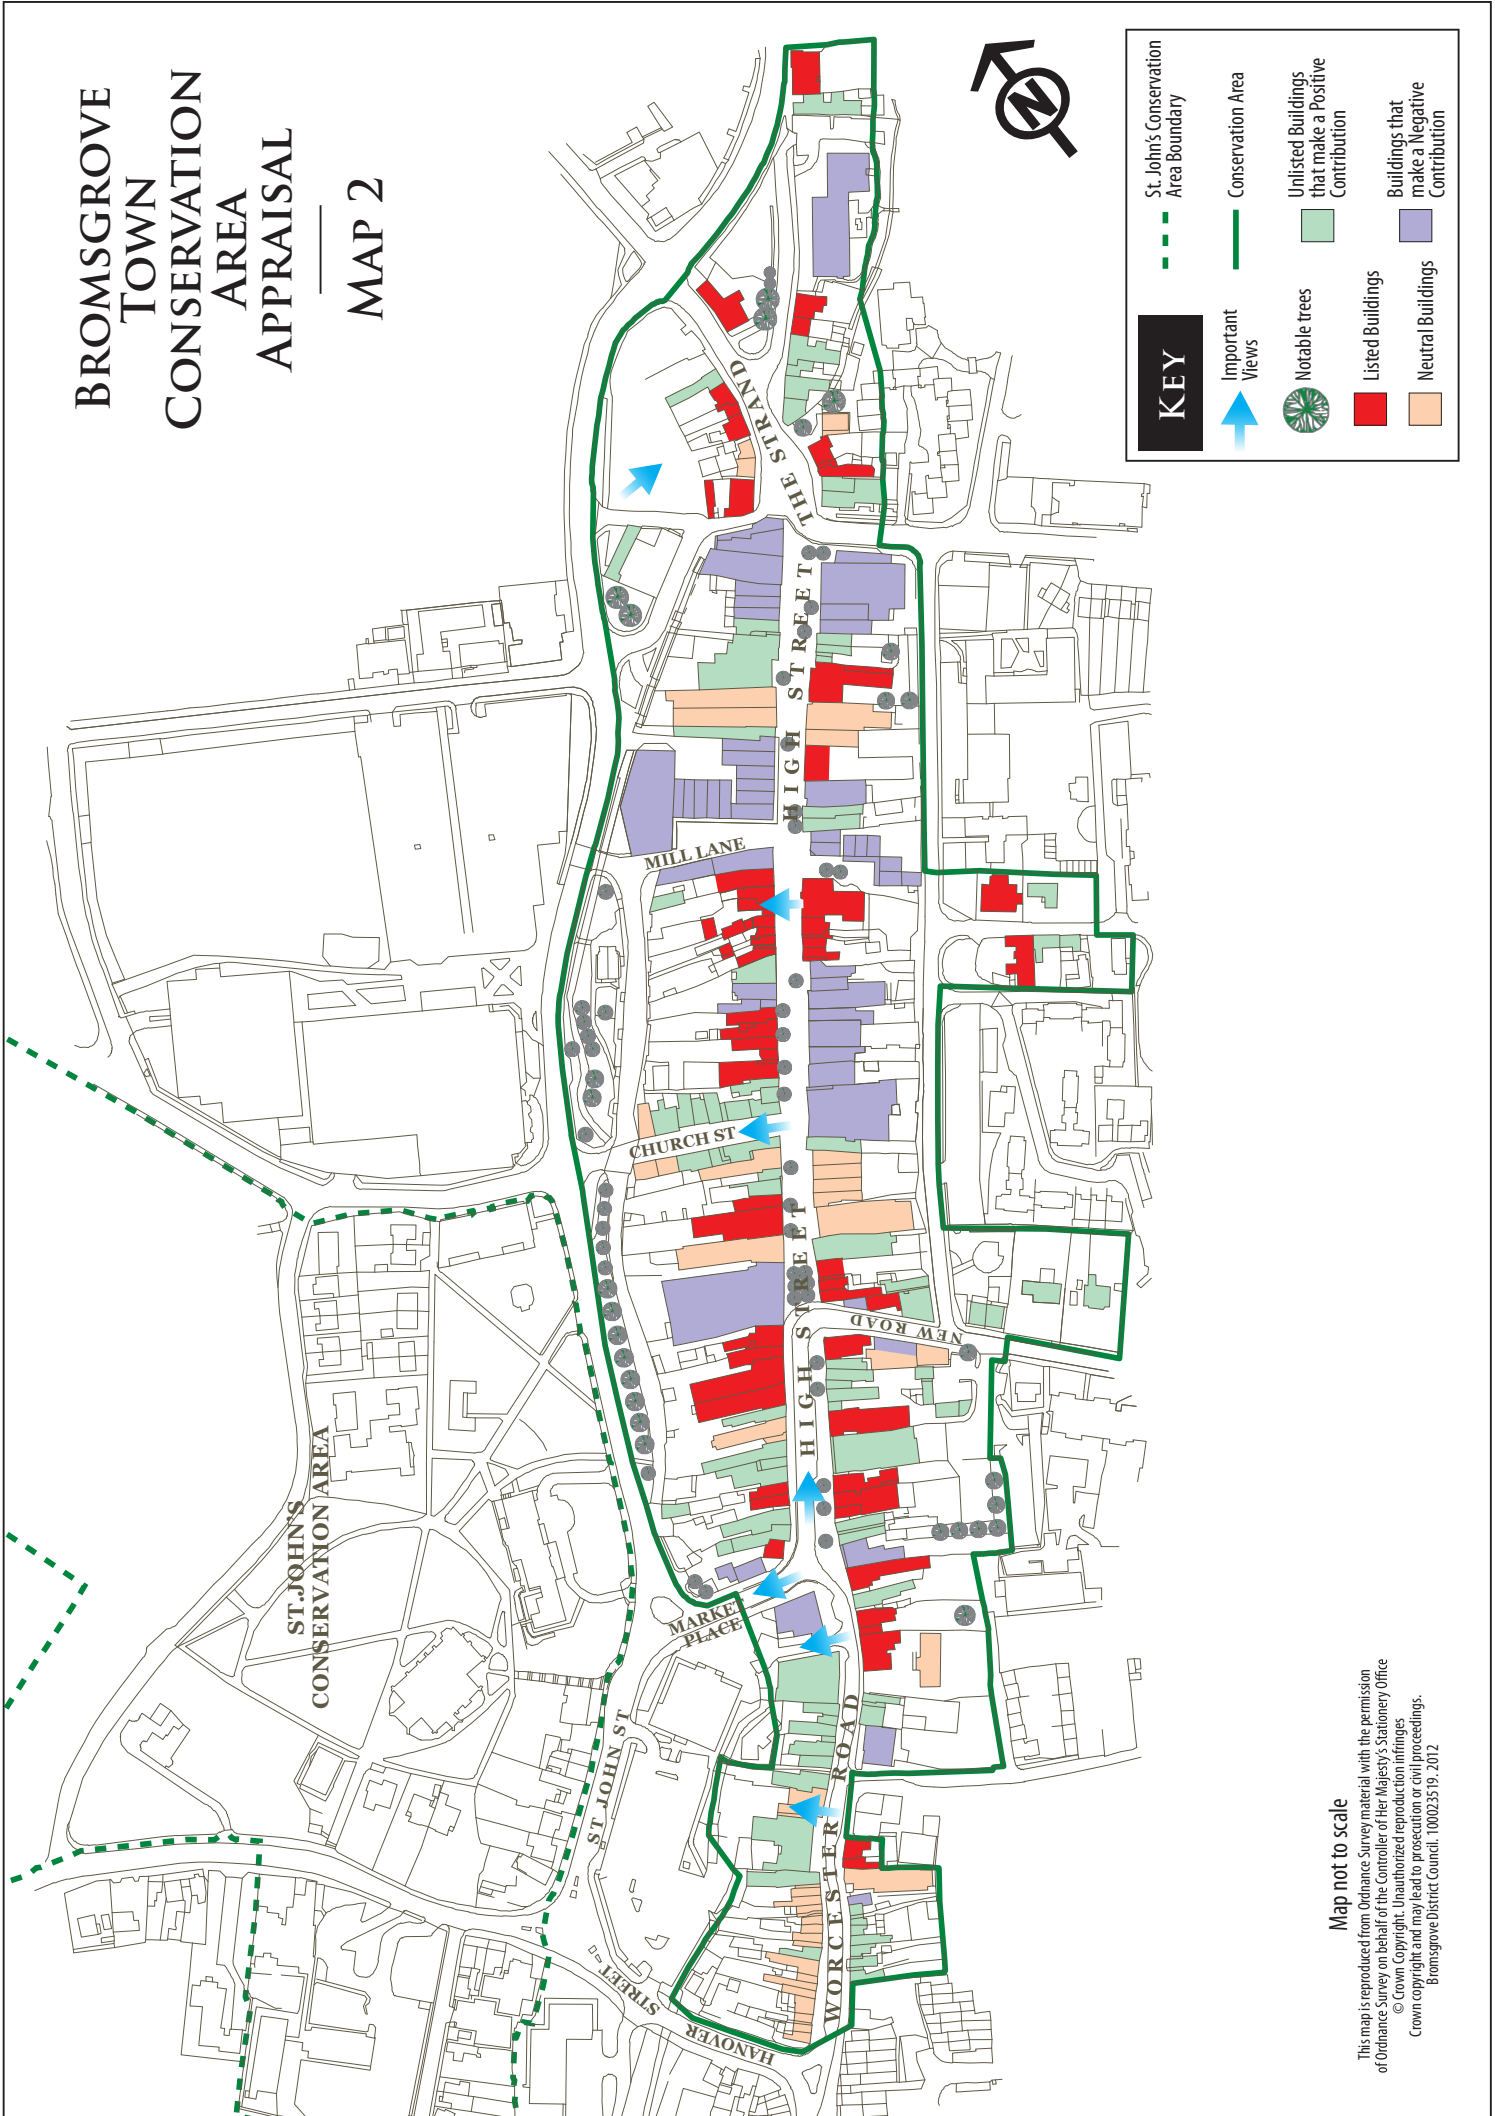 BROMSGROVE
TOWN
CONSERVATION
AREA
APPRAISAL
MAP 2
N
KEY
St. John's Conservation
Area Boundary
Conservation Area
Unlisted Buildings
that make a Positive
Contribution
Buildings that
make a Negative
Contribution
Important
Views
Notable trees
Listed Buildings
Neutral Buildings
THE STRAND
HIGH STREET
MILL LANE
CHURCH ST
HIGH STREET
NEW ROAD
HIGH
MARKET
PLACE
ST.JOHN'S
CONSERVATION AREA
ST JOHN ST
WORCESTER ROAD
HANOVER
STREET
Map not to scale
This map is reproduced from Ordnance Survey material with the permission
of Ordnance Survey on behalf of the Controller of Her Majesty's Stationery Office
© Crown Copyright. Unauthorized reproduction infringes
Crown copyright and may lead to prosecution or civil proceedings.
Bromsgrove District Council. 100023519. 2012